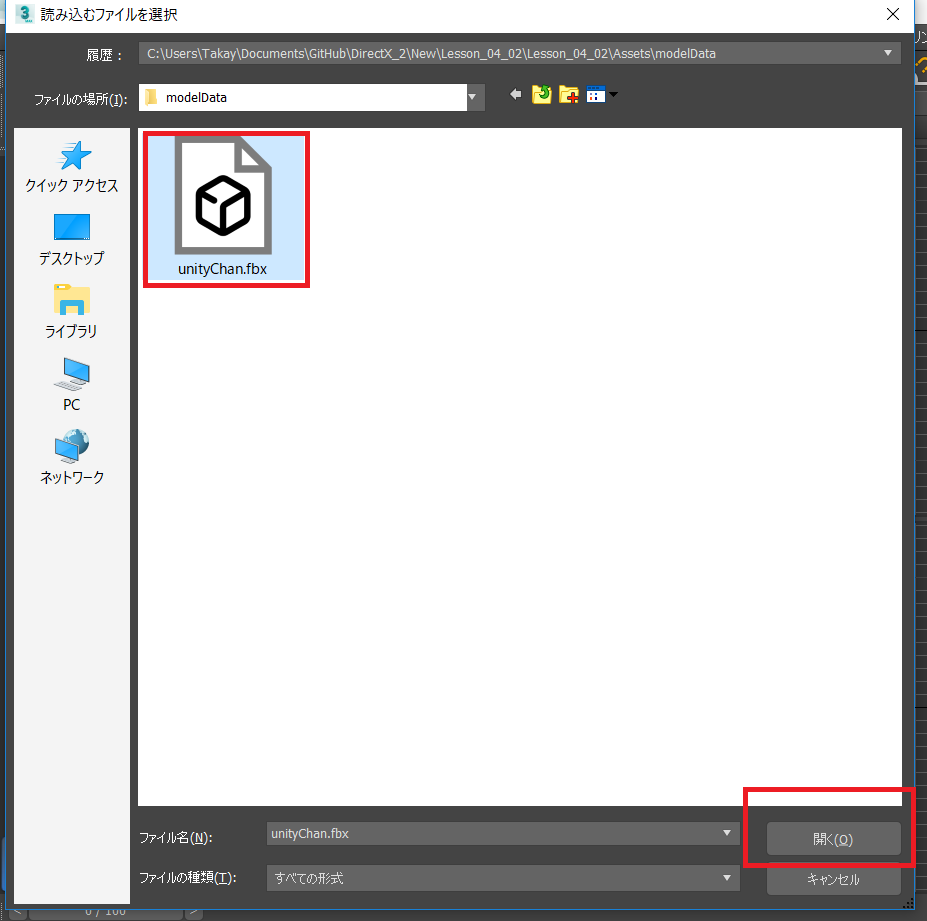 読み込むファイルを選択
履歴：
C:\Users\Takay\Documents\GitHub\DirectX_2\New\Lesson_04_02\Lesson_04_02\Assets\modelData
ファイルの場所(I):
modelData
クイック アクセス
デスクトップ
ライブラリ
PC
ネットワーク
unityChan.fbx
ファイル名(N):
unityChan.fbx
開く(O)
ファイルの種類(T):
すべての形式
キャンセル
0 / 100